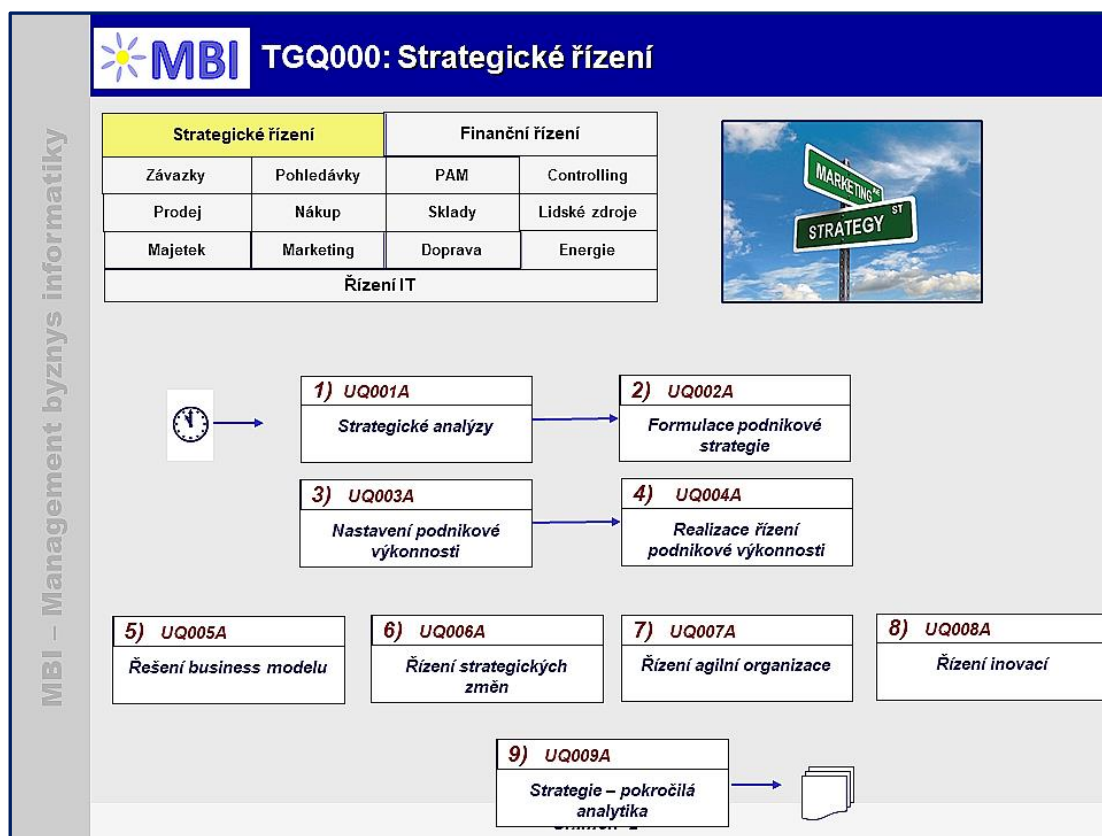 MBI
TGQ000: Strategické řízení
MBI – Management byznys informatiky
Strategické řízení
Finanční řízení
Závazky
Pohledávky
PAM
Controlling
Prodej
Nákup
Sklady
Lidské zdroje
Majetek
Marketing
Doprava
Energie
Řízení IT
MARKETING AVE
STRATEGY ST
1) UQ001A
Strategické analýzy
2) UQ002A
Formulace podnikové
strategie
3) UQ003A
Nastavení podnikové
výkonnosti
4) UQ004A
Realizace řízení
podnikové výkonnosti
5) UQ005A
Řešení business modelu
6) UQ006A
Řízení strategických
změn
7) UQ007A
Řízení agilní organizace
8) UQ008A
Řízení inovací
9) UQ009A
Strategie – pokročilá
analytika